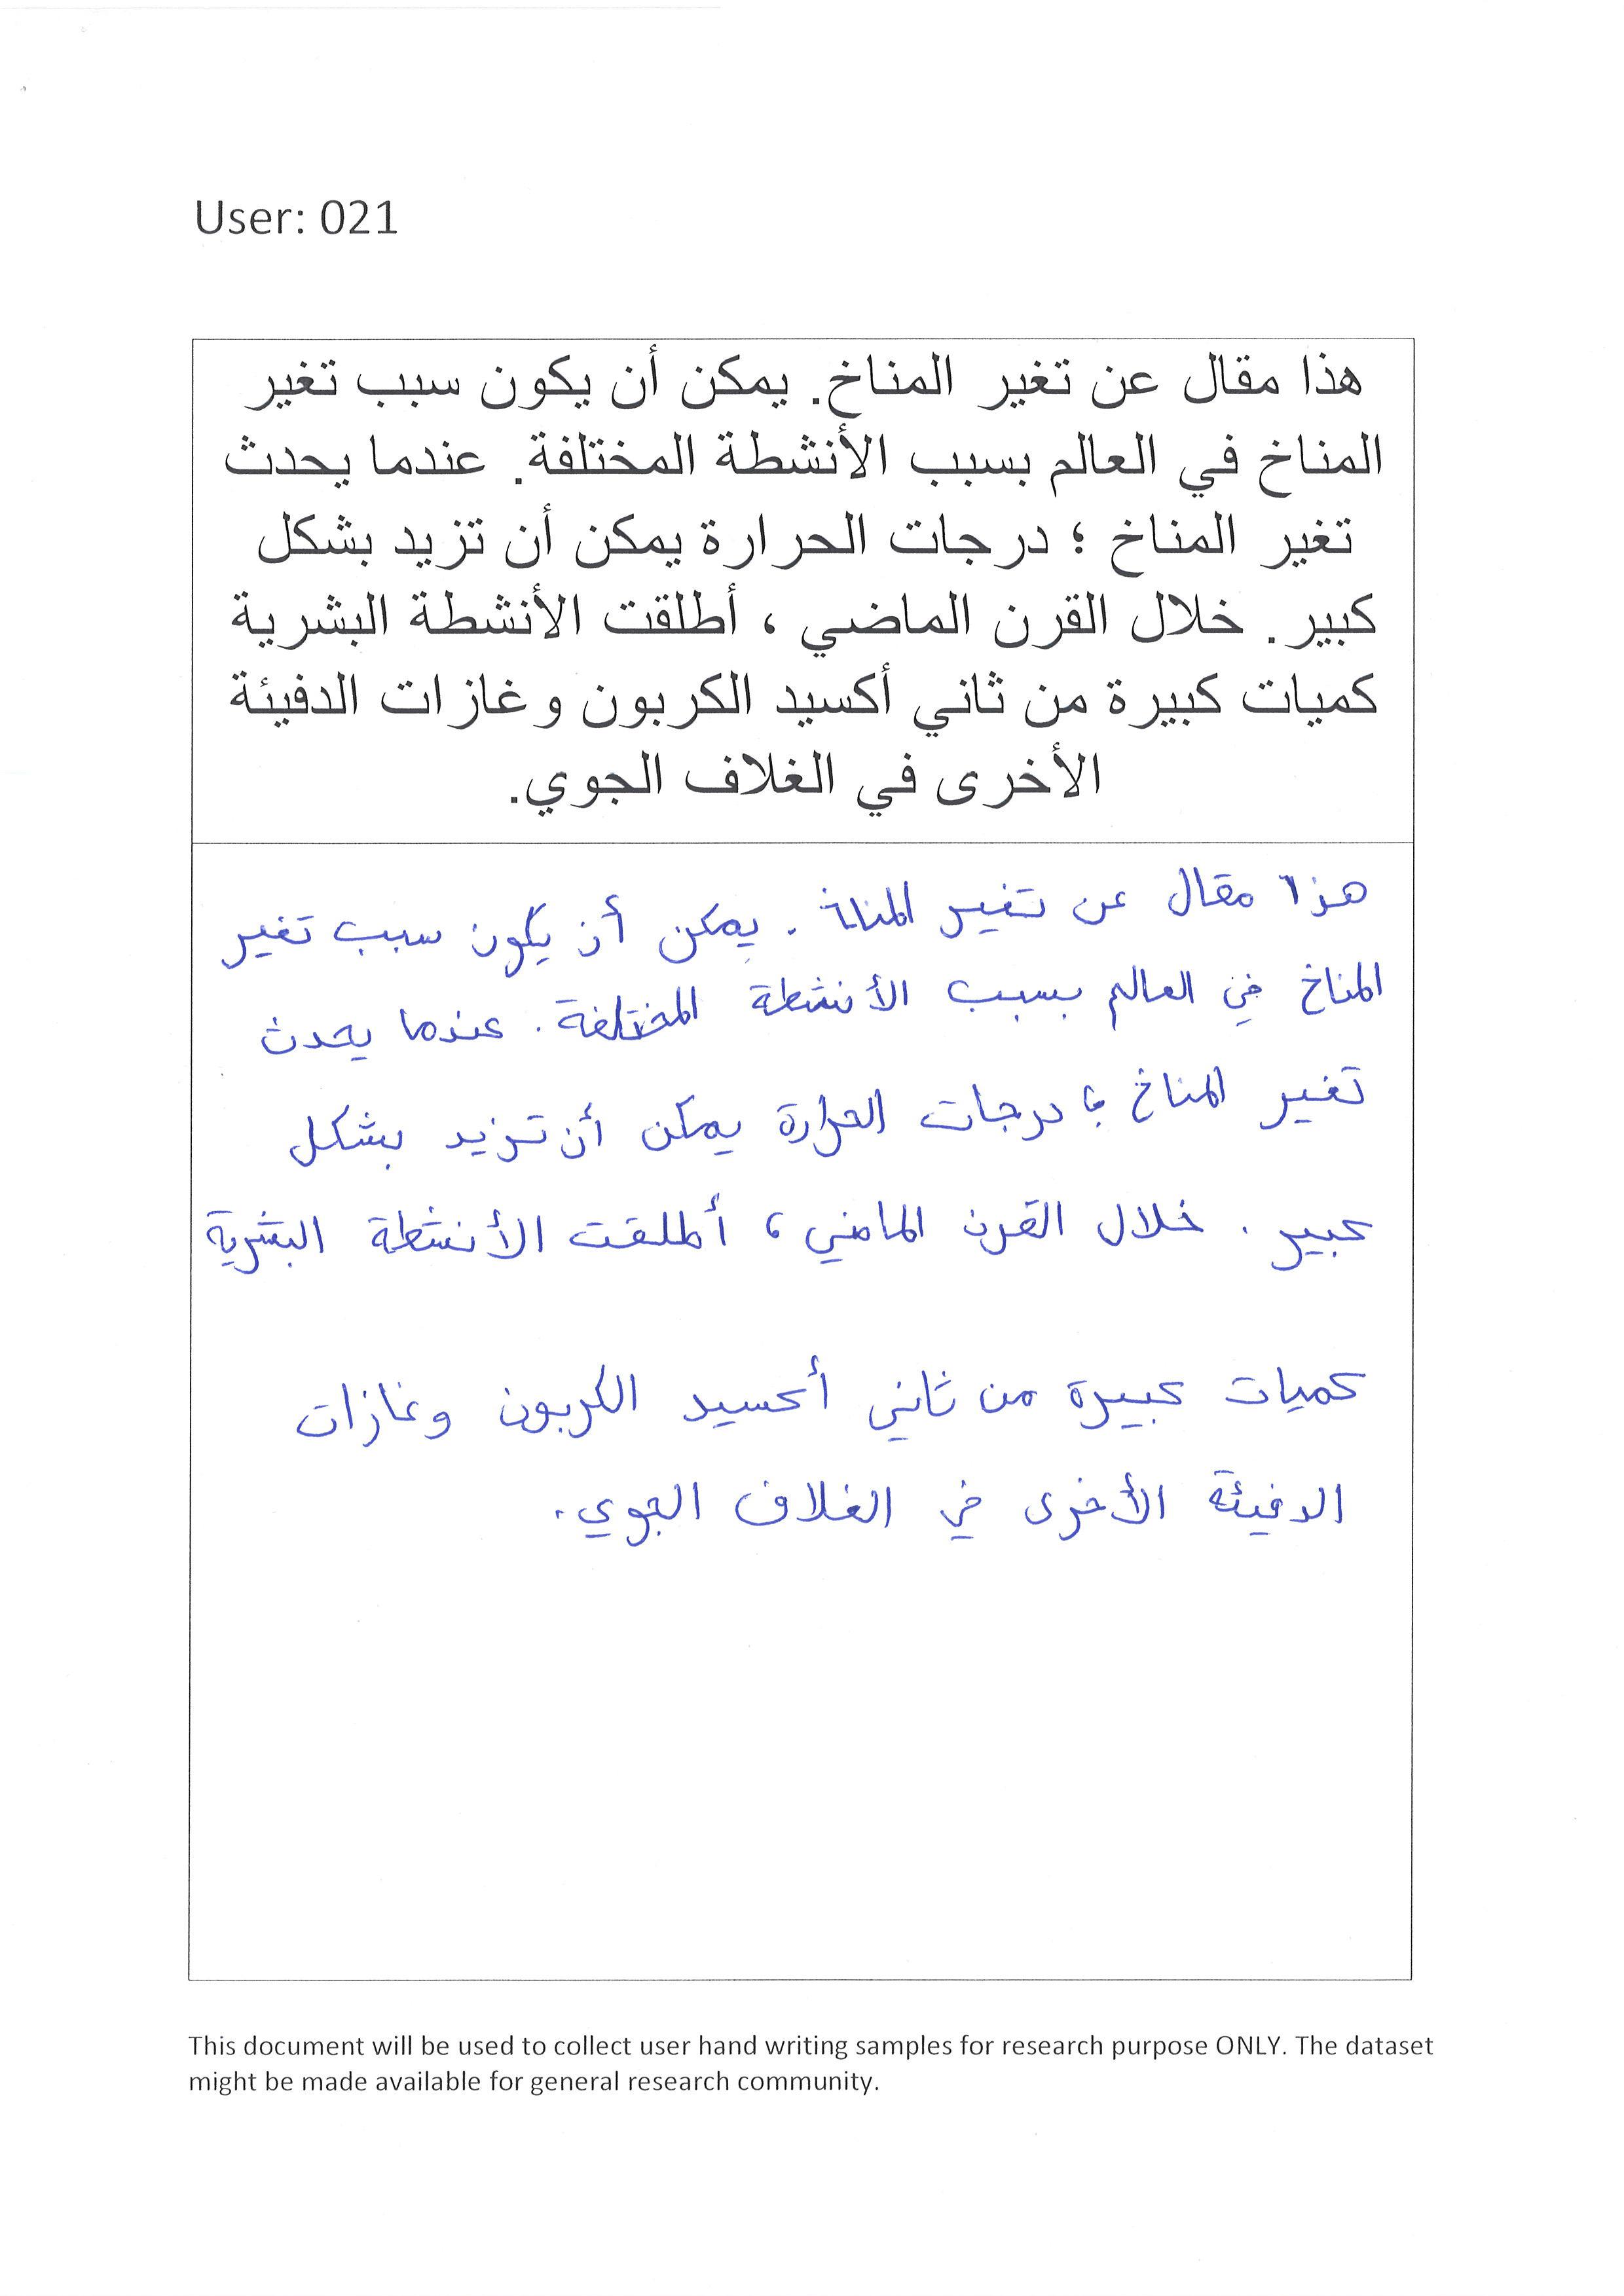 User: 021
هذا مقال عن تغير المناخ. يمكن أن يكون سبب تغير
المناخ في العالم بسبب الأنشطة المختلفة. عندما يحدث
تغير المناخ ؛ درجات الحرارة يمكن أن تزيد بشكل
كبير. خلال القرن الماضي ، أطلقت الأنشطة البشرية
كميات كبيرة من ثاني أكسيد الكربون وغازات الدفيئة
الأخرى في الغلاف الجوي.
هذا مقال عن تغير المناخ . يمكن أن يكون سبب تغير
المناخ في العالم بسبب الأنشطة المختلفة . عندما يحدث
تغير المناخ ؛ درجات الحرارة يمكن أن تزيد بشكل
كبير . خلال القرن الماضي ، أطلقت الأنشطة البشرية
كميات كبيرة من ثاني أكسيد الكربون وغازات
الدفيئة الأخرى في الغلاف الجوي .
This document will be used to collect user hand writing samples for research purpose ONLY. The dataset
might be made available for general research community.